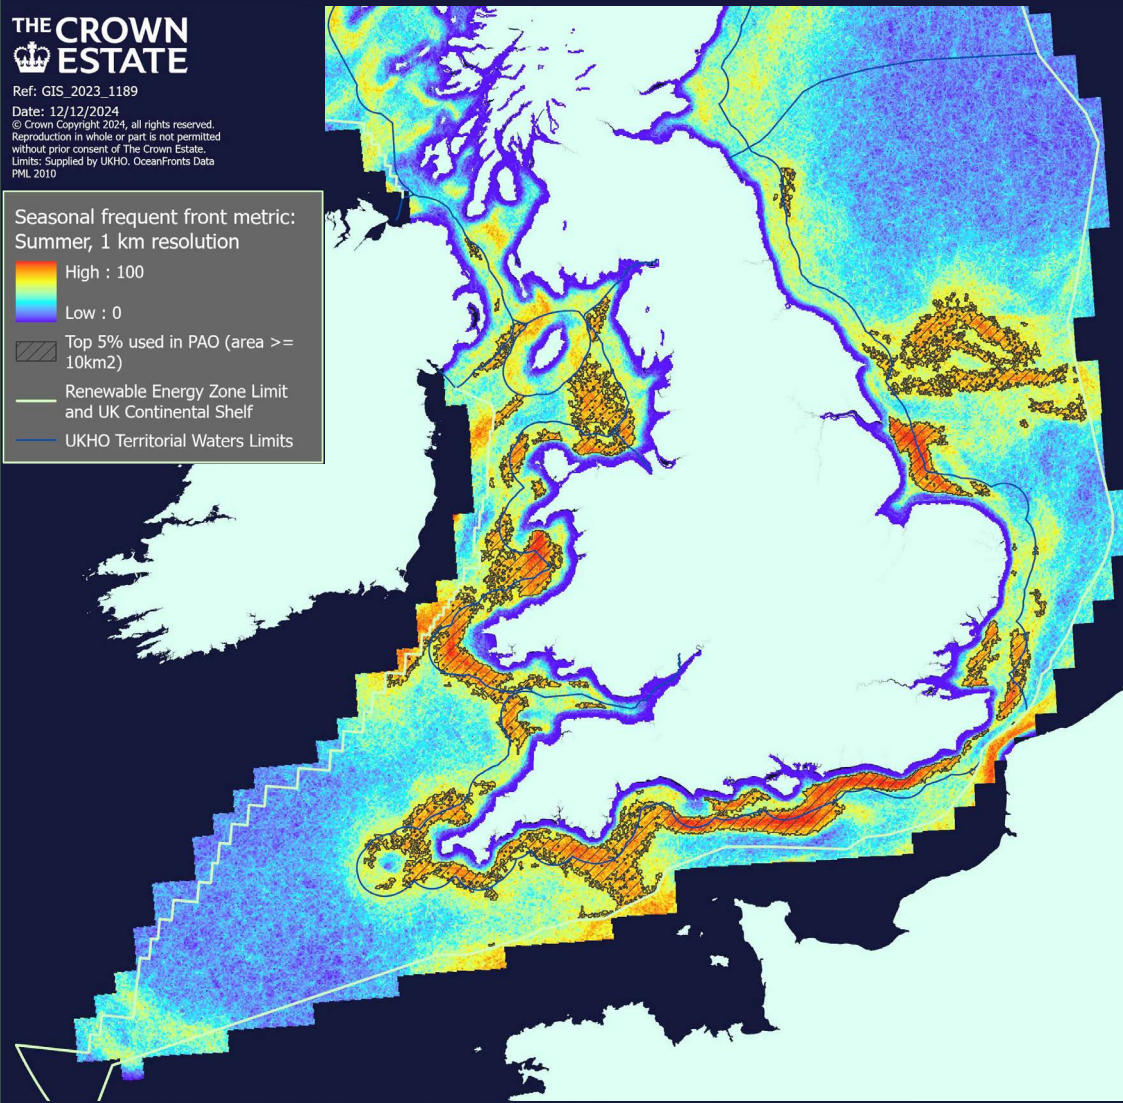 THE CROWN
ESTATE
Ref: GIS_2023_1189
Date: 12/12/2024
© Crown Copyright 2024, all rights reserved.
Reproduction in whole or part is not permitted
without prior consent of The Crown Estate.
Limits: Supplied by UKHO. OceanFronts Data
PML 2010
Seasonal frequent front metric:
Summer, 1 km resolution
High : 100
Low : 0
Top 5% used in PAO (area >=
10km2)
Renewable Energy Zone Limit
and UK Continental Shelf
UKHO Territorial Waters Limits